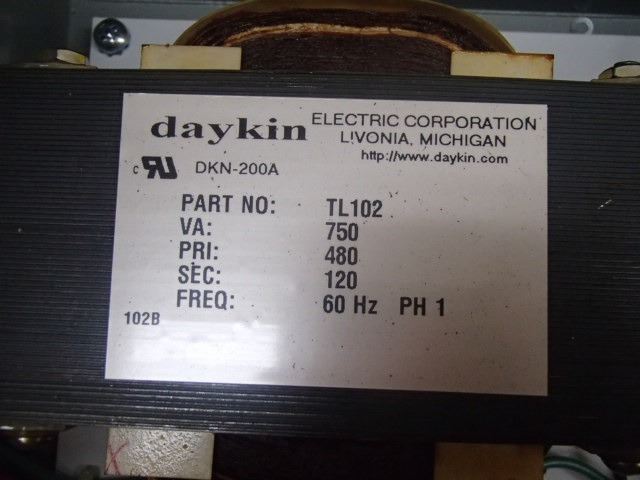 daykin ELECTRIC CORPORATION
LIVONIA, MICHIGAN
http://www.daykin.com
c RU DKN-200A
PART NO: TL102
VA: 750
PRI: 480
SEC: 120
FREQ: 60 Hz PH 1
102B
X